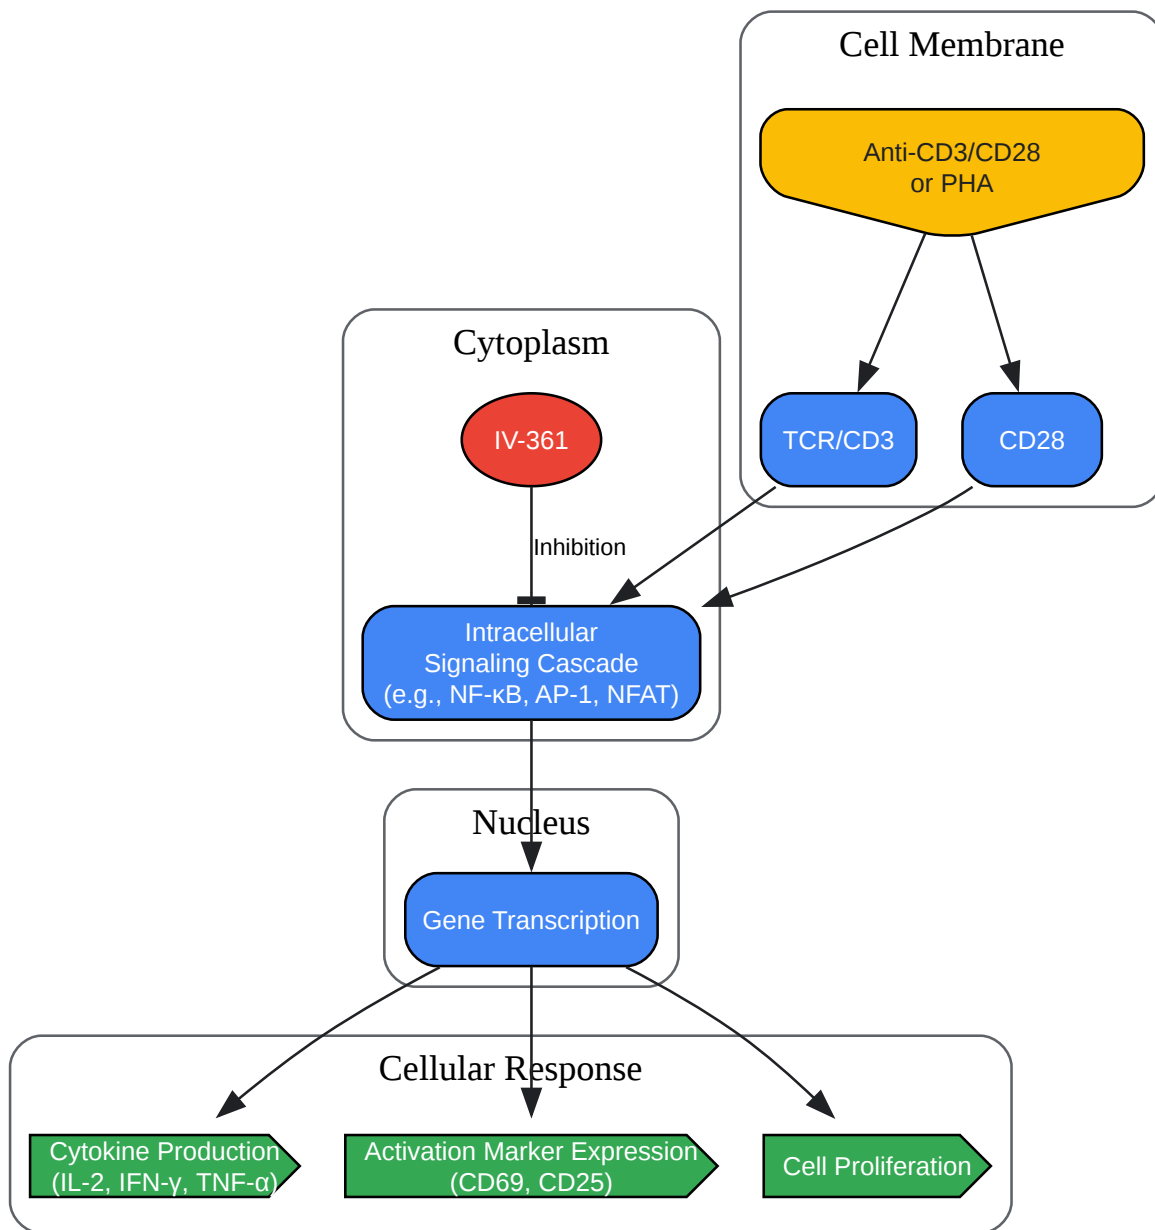 Cell Membrane
Anti-CD3/CD28
or PHA
Cytoplasm
IV-361
TCR/CD3
CD28
Inhibition
Intracellular
Signaling Cascade
(e.g., NF-κB, AP-1, NFAT)
Nucleus
Gene Transcription
Cellular Response
Cytokine Production
(IL-2, IFN-γ, TNF-α)
Activation Marker Expression
(CD69, CD25)
Cell Proliferation